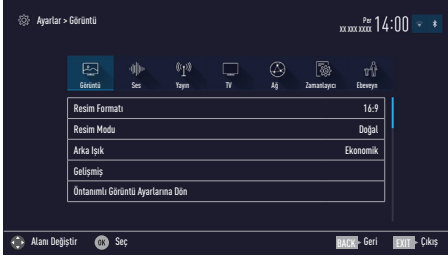 Ayarlar > Görüntü
Per
xx xxx xxxx 14:00
Görüntü Ses Yayın TV Ağ Zamanlayıcı Ebeveyn
Resim Formatı 16:9
Resim Modu Doğal
Arka Işık Ekonomik
Gelişmiş
Öntanımlı Görüntü Ayarlarına Dön
Alanı Değiştir OK Seç BACK Geri EXIT Çıkış